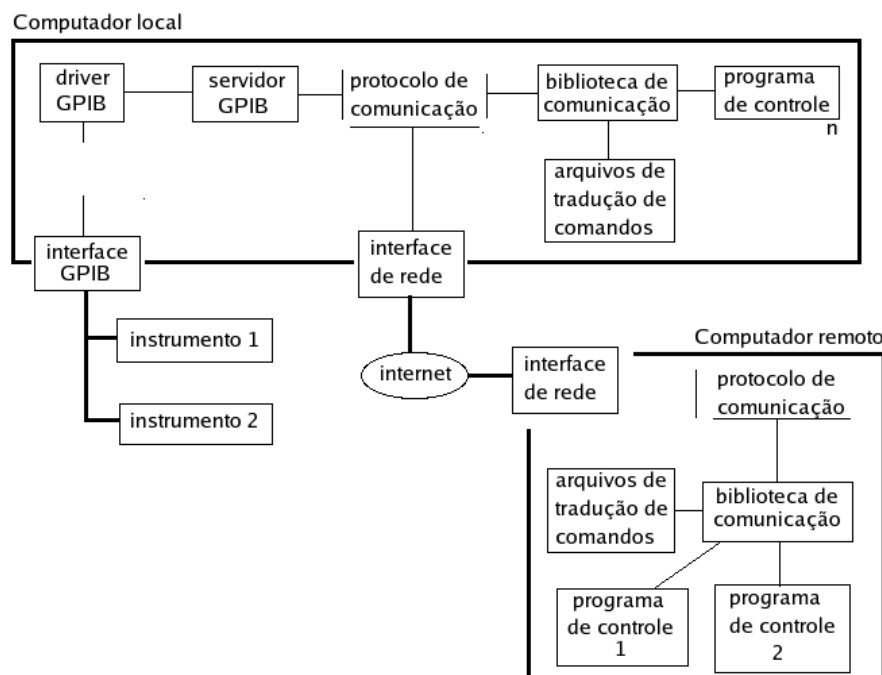 Computador local
driver
GPIB
servidor
GPIB
protocolo de
comunicação
biblioteca de
comunicação
programa
de controle
n
arquivos de
tradução de
comandos
interface
GPIB
interface
de rede
instrumento 1
instrumento 2
internet
interface
de rede
Computador remoto
protocolo de
comunicação
arquivos de
tradução de
comandos
biblioteca de
comunicação
programa
de controle
1
programa
de controle
2